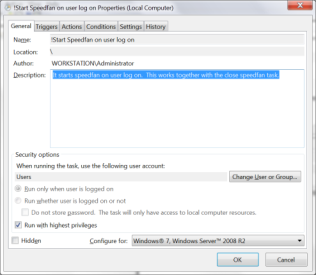 !Start Speedfan on user log on Properties (Local Computer)
General Triggers Actions Conditions Settings History
Name: !Start Speedfan on user log on
Location: \
Author: WORKSTATION\Administrator
Description: It starts speedfan on user log on. This works together with the close speedfan task.
Security options
When running the task, use the following user account:
Users Change User or Group...
Run only when user is logged on
Run whether user is logged on or not
Do not store password. The task will only have access to local computer resources.
Run with highest privileges
Hidden Configure for: Windows® 7, Windows Server™ 2008 R2
OK Cancel